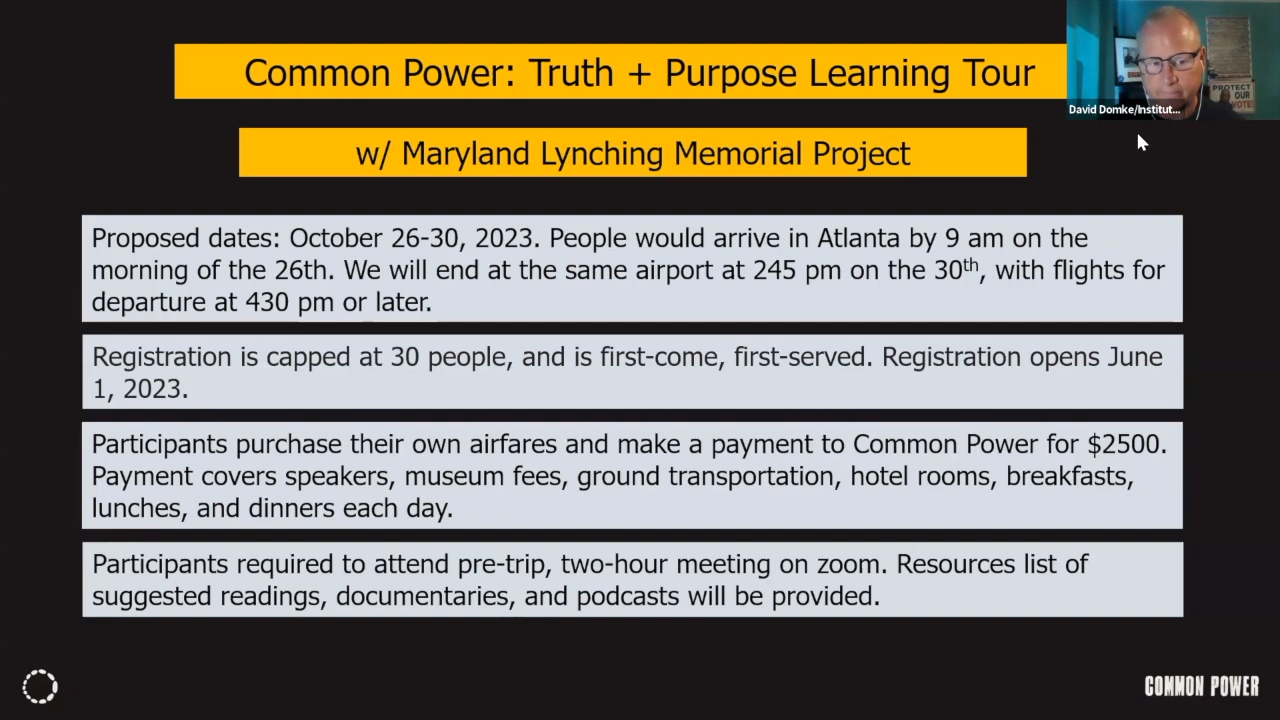 Common Power: Truth + Purpose Learning Tour
David Domke/Institut...
PROTECT
OUR
VOTE
w/ Maryland Lynching Memorial Project
Proposed dates: October 26-30, 2023. People would arrive in Atlanta by 9 am on the
morning of the 26th. We will end at the same airport at 245 pm on the 30th, with flights for
departure at 430 pm or later.
Registration is capped at 30 people, and is first-come, first-served. Registration opens June
1, 2023.
Participants purchase their own airfares and make a payment to Common Power for $2500.
Payment covers speakers, museum fees, ground transportation, hotel rooms, breakfasts,
lunches, and dinners each day.
Participants required to attend pre-trip, two-hour meeting on zoom. Resources list of
suggested readings, documentaries, and podcasts will be provided.
COMMON POWER